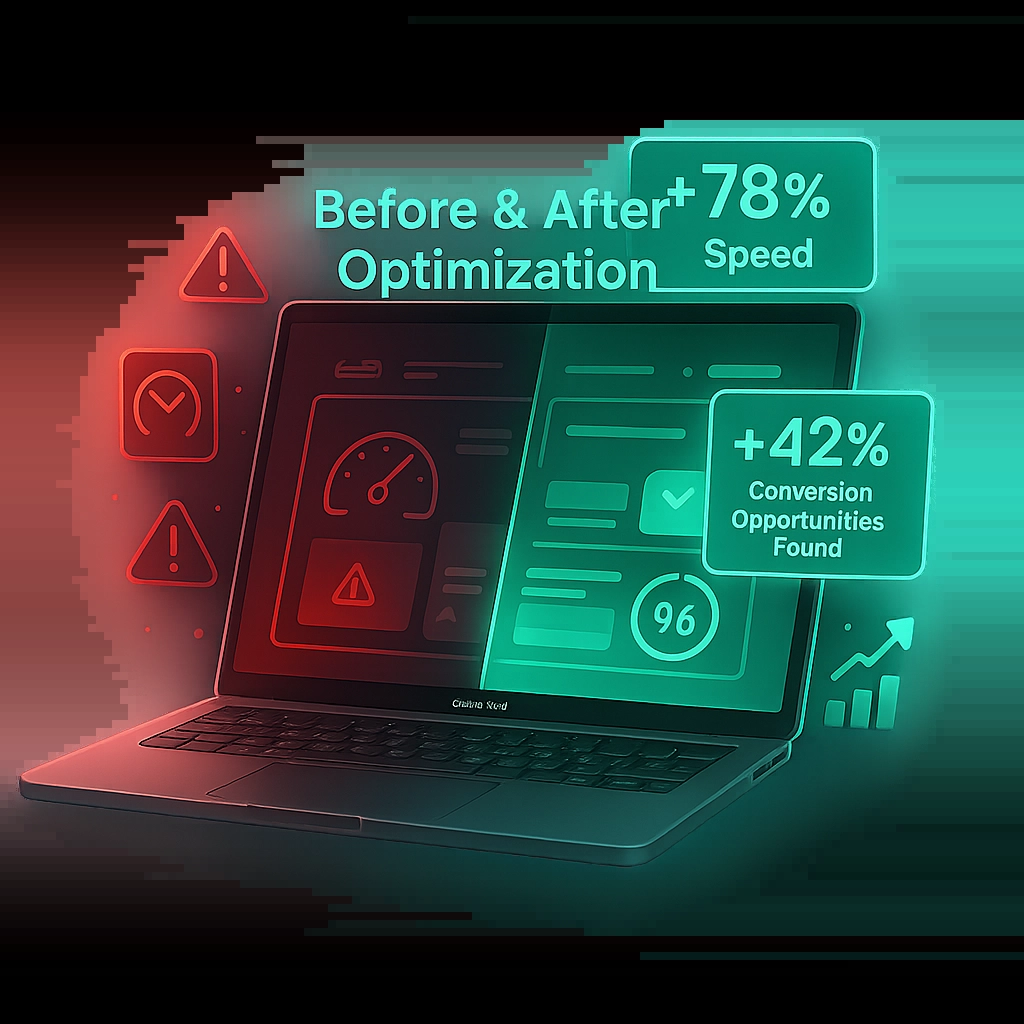 Before & After
Optimization
+78%
Speed
+42%
Conversion
Opportunities
Found
96